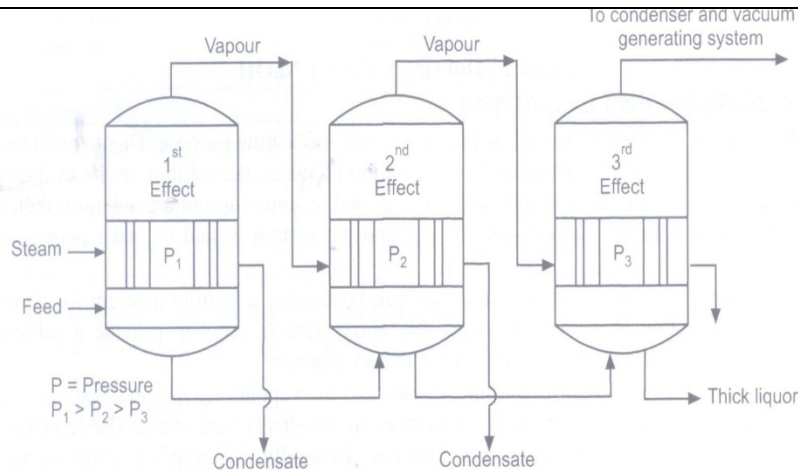 To condenser and vacuum
generating system
Vapour
Vapour
1st
Effect
2nd
Effect
3rd
Effect
Steam
P1
P2
P3
Feed
P = Pressure
P1 > P2 > P3
Thick liquor
Condensate
Condensate